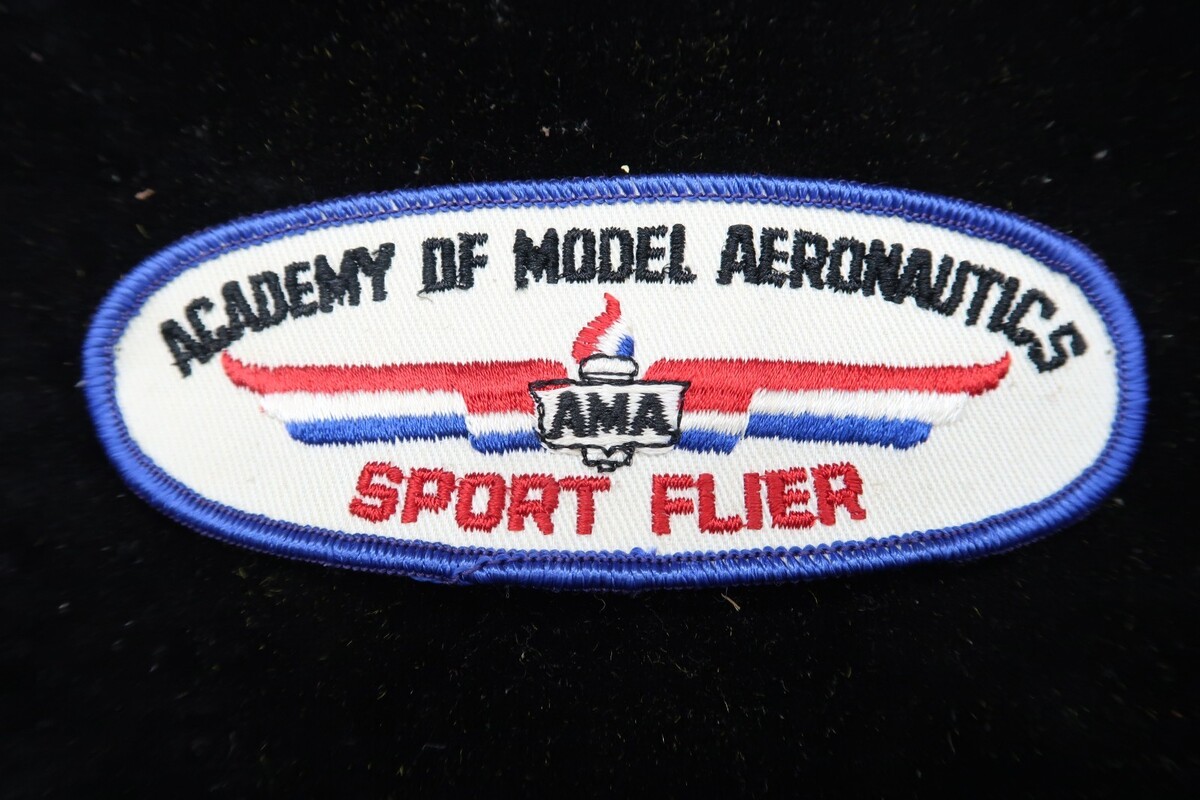 ACADEMY OF MODEL AERONAUTICS
AMA
SPORT FLIER